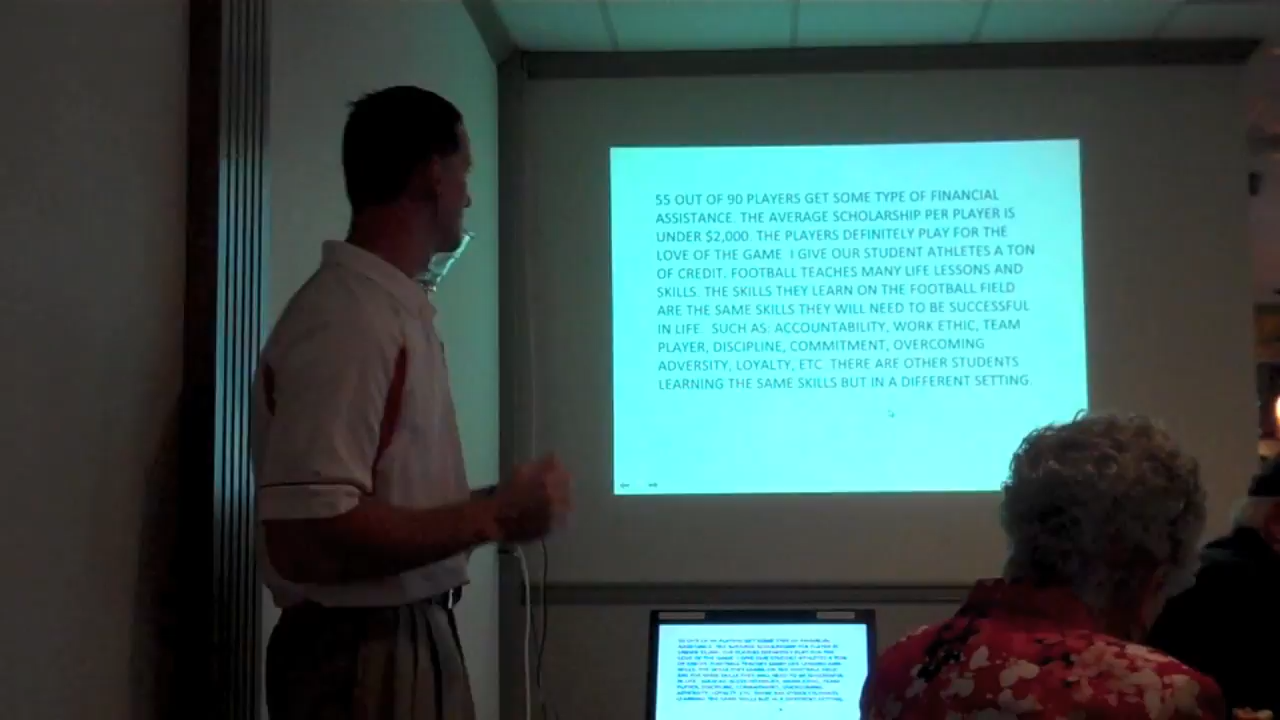 55 OUT OF 90 PLAYERS GET SOME TYPE OF FINANCIAL
ASSISTANCE. THE AVERAGE SCHOLARSHIP PER PLAYER IS
UNDER $2,000. THE PLAYERS DEFINITELY PLAY FOR THE
LOVE OF THE GAME  I GIVE OUR STUDENT ATHLETES A TON
OF CREDIT. FOOTBALL TEACHES MANY LIFE LESSONS AND
SKILLS. THE SKILLS THEY LEARN ON THE FOOTBALL FIELD
ARE THE SAME SKILLS THEY WILL NEED TO BE SUCCESSFUL
IN LIFE.  SUCH AS: ACCOUNTABILITY, WORK ETHIC, TEAM
PLAYER, DISCIPLINE, COMMITMENT, OVERCOMING
ADVERSITY, LOYALTY, ETC. THERE ARE OTHER STUDENTS
LEARNING THE SAME SKILLS BUT IN A DIFFERENT SETTING.